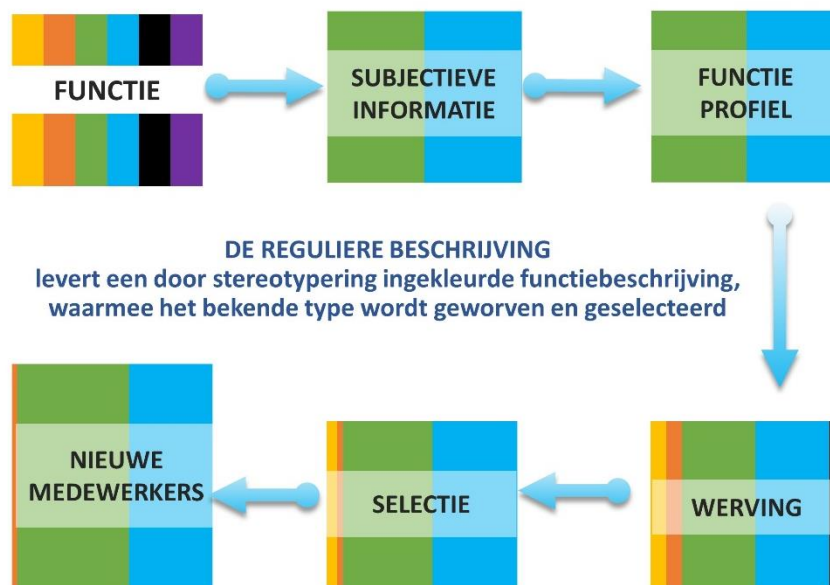 FUNCTIE
SUBJECTIEVE
INFORMATIE
FUNCTIE
PROFIEL
DE REGULIERE BESCHRIJVING
levert een door stereotypering ingekleurde functiebeschrijving,
waarmee het bekende type wordt geworven en geselecteerd
NIEUWE
MEDEWERKERS
SELECTIE
WERVING